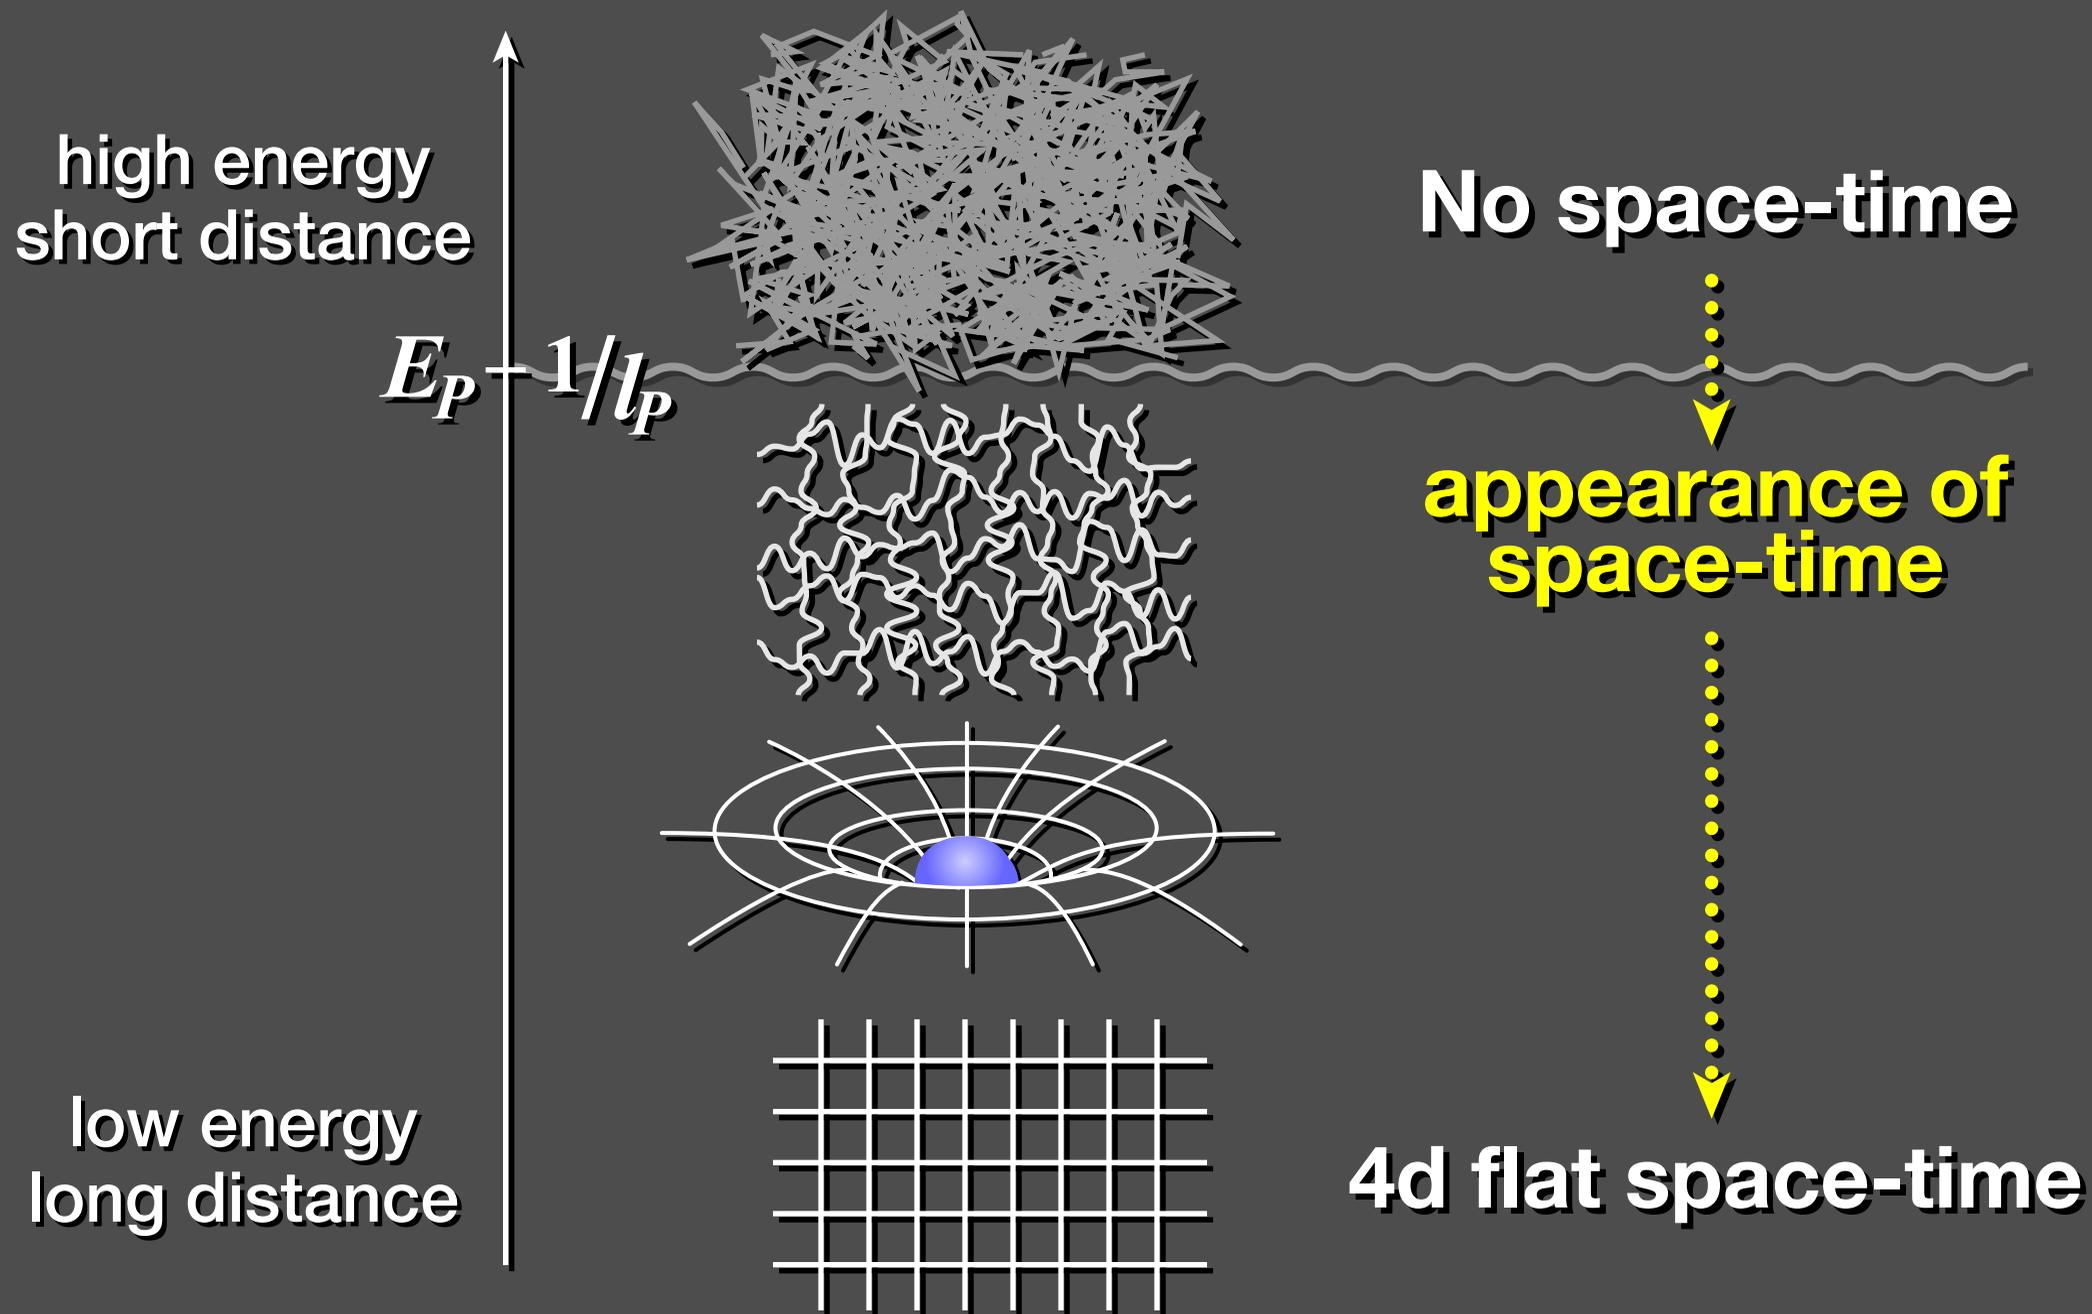 high energy
short distance
No space-time
E_P 1/l_P
appearance of
space-time
low energy
long distance
4d flat space-time